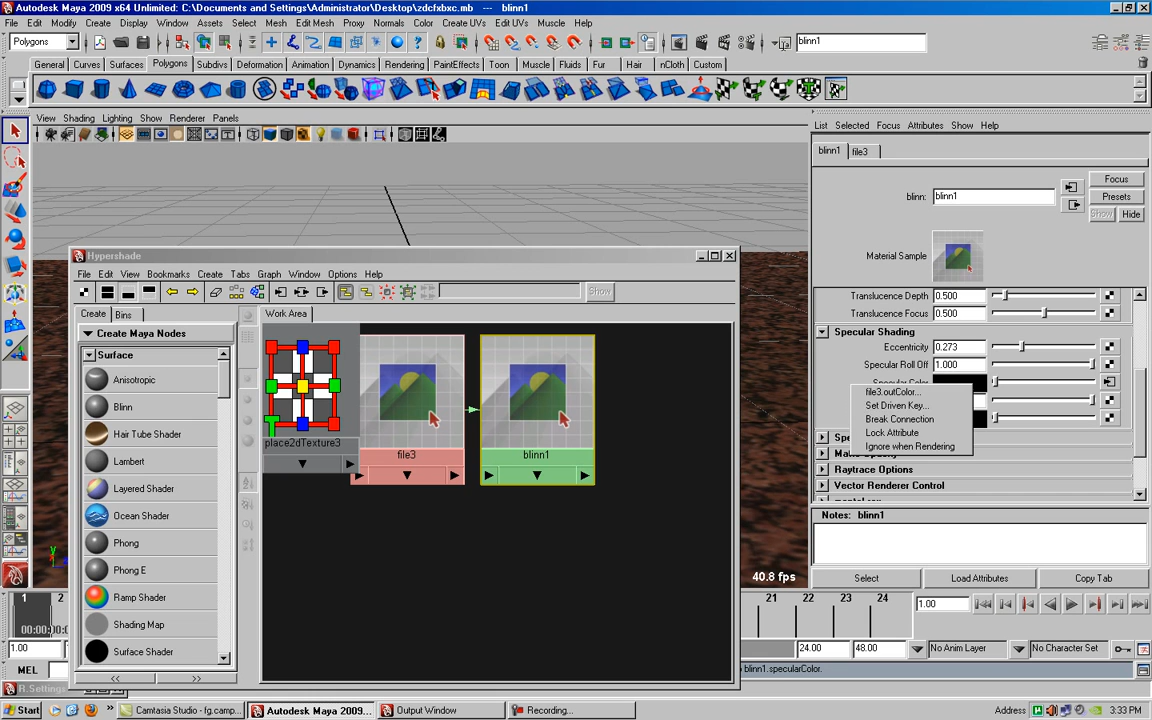 Autodesk Maya 2009 x64 Unlimited: C:\Documents and Settings\Administrator\Desktop\zdcfxbxc.mb --- blinn1
File Edit Modify Create Display Window Assets Select Mesh Edit Mesh Proxy Normals Color Create UVs Edit UVs Muscle Help
Polygons
blinn1
General Curves Surfaces Polygons Subdivs Deformation Animation Dynamics Rendering PaintEffects Toon Muscle Fluids Fur Hair nCloth Custom
View Shading Lighting Show Renderer Panels
List Selected Focus Attributes Show Help
blinn1 file3
blinn: blinn1
Focus
Presets
Show Hide
Material Sample
Translucence Depth 0.500
Translucence Focus 0.500
Specular Shading
Eccentricity 0.273
Specular Roll Off 1.000
Specular Color
file3.outColor...
Set Driven Key...
Break Connection
Lock Attribute
Ignore when Rendering
Raytrace Options
Vector Renderer Control
Notes: blinn1
Select Load Attributes Copy Tab
Hypershade
File Edit View Bookmarks Create Tabs Graph Window Options Help
Show
Create Bins
Work Area
Create Maya Nodes
Surface
Anisotropic
Blinn
Hair Tube Shader
Lambert
Layered Shader
Ocean Shader
Phong
Phong E
Ramp Shader
Shading Map
Surface Shader
<< >>
place2dTexture3
file3
blinn1
40.8 fps
y
1 2
21 22 23 24
00:00:0
1.00
1.00
24.00 48.00 No Anim Layer No Character Set
MEL
blinn1.specularColor.
R.Settings
Start
Camtasia Studio - fg.camp...
Autodesk Maya 2009...
Output Window
Recording...
Address
3:33 PM